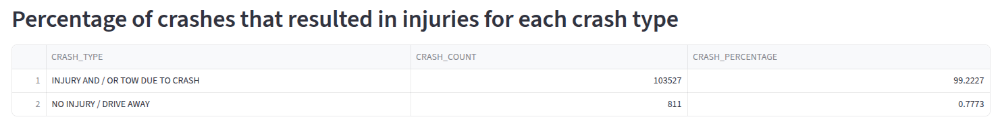 Percentage of crashes that resulted in injuries for each crash type
CRASH_TYPE CRASH_COUNT CRASH_PERCENTAGE
1 INJURY AND / OR TOW DUE TO CRASH 103527 99.2227
2 NO INJURY / DRIVE AWAY 811 0.7773